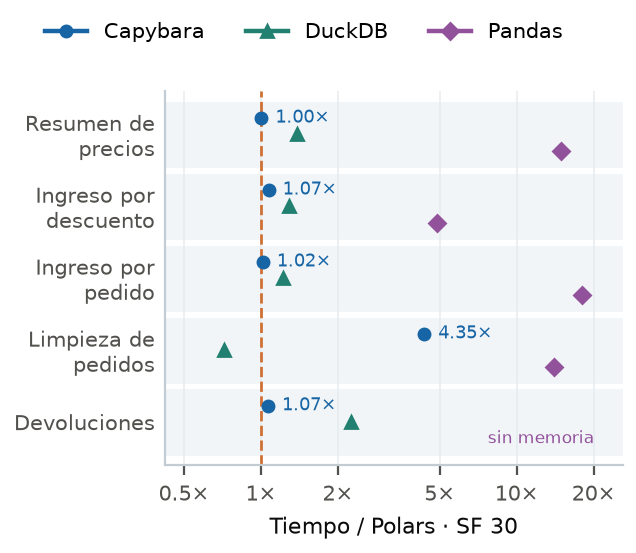 Capybara DuckDB Pandas
Resumen de
precios
1.00×
Ingreso por
descuento
1.07×
Ingreso por
pedido
1.02×
Limpieza de
pedidos
4.35×
Devoluciones
1.07×
sin memoria
0.5× 1× 2× 5× 10× 20×
Tiempo / Polars · SF 30